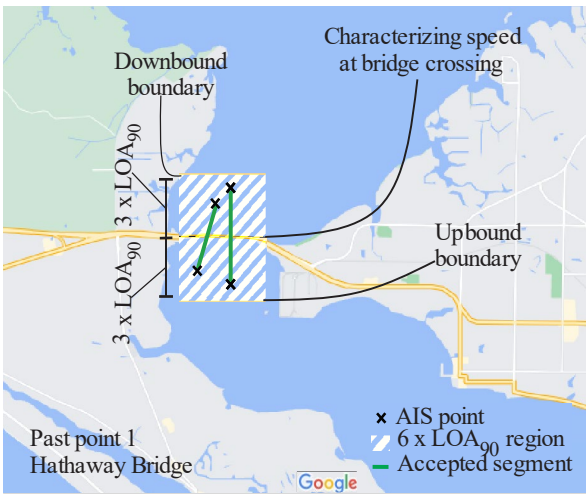 Characterizing speed
at bridge crossing
Downbound
boundary
3 x LOA90
3 x LOA90
Upbound
boundary
AIS point
6 x LOA90 region
Accepted segment
Past point 1
Hathaway Bridge
Google